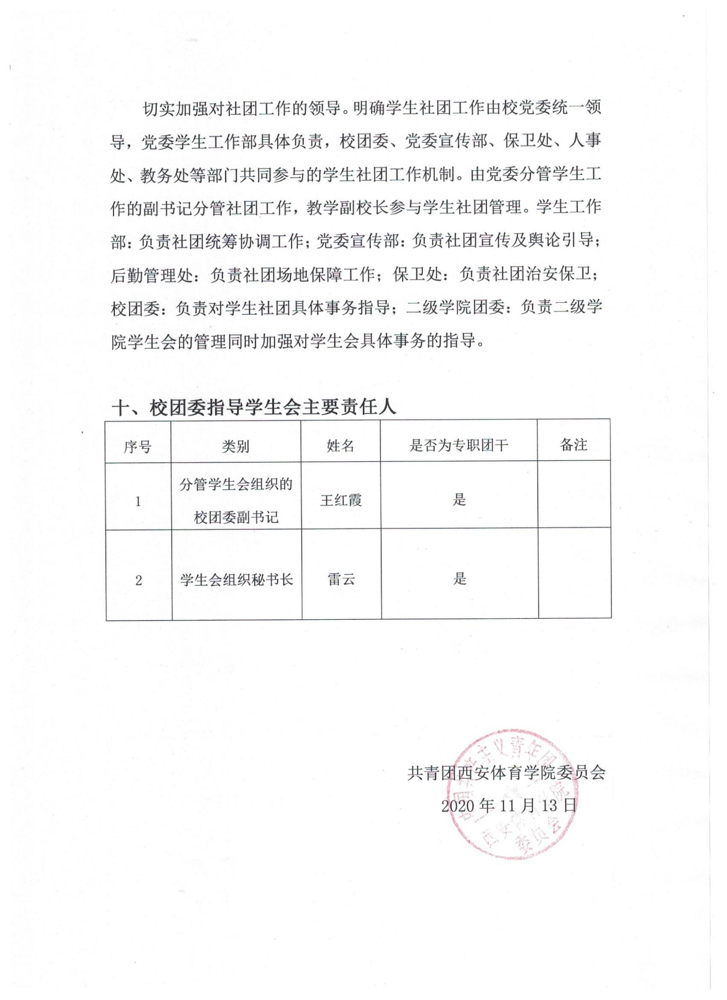 切实加强对社团工作的领导。明确学生社团工作由校党委统一领
导，党委学生工作部具体负责，校团委、党委宣传部、保卫处、人事
处、教务处等部门共同参与的学生社团工作机制。由党委分管学生工
作的副书记分管社团工作，教学副校长参与学生社团管理。学生工作
部：负责社团统筹协调工作；党委宣传部：负责社团宣传及舆论引导；
后勤管理处：负责社团场地保障工作；保卫处：负责社团治安保卫；
校团委：负责对学生社团具体事务指导；二级学院团委：负责二级学
院学生会的管理同时加强对学生会具体事务的指导。
十、校团委指导学生会主要责任人
序号 类别 姓名 是否为专职团干 备注
1 分管学生会组织的 王红霞 是
校团委副书记
2 学生会组织秘书长 雷云 是
共青团西安体育学院委员会
2020 年 11 月 13 日
主义青年团
委员会